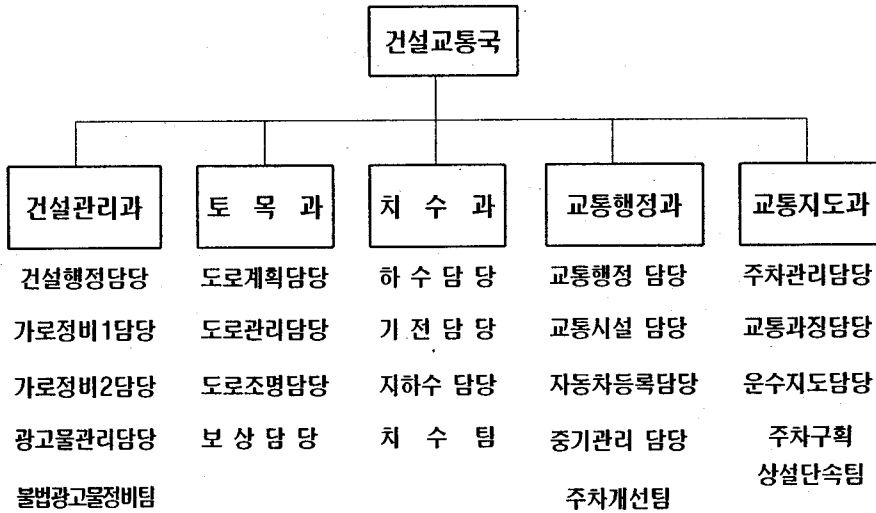 건설교통국
건설관리과 토 목 과 치 수 과 교통행정과 교통지도과
건설행정담당 도로계획담당 하 수 담 당 교통행정 담당 주차관리담당
가로정비1담당 도로관리담당 기 전 담 당 교통시설 담당 교통과징담당
가로정비2담당 도로조명담당 지하수 담당 자동차등록담당 운수지도담당
광고물관리담당 보 상 담 당 치 수 팀 중기관리 담당 주차구획
상설단속팀
불법광고물정비팀 주차개선팀